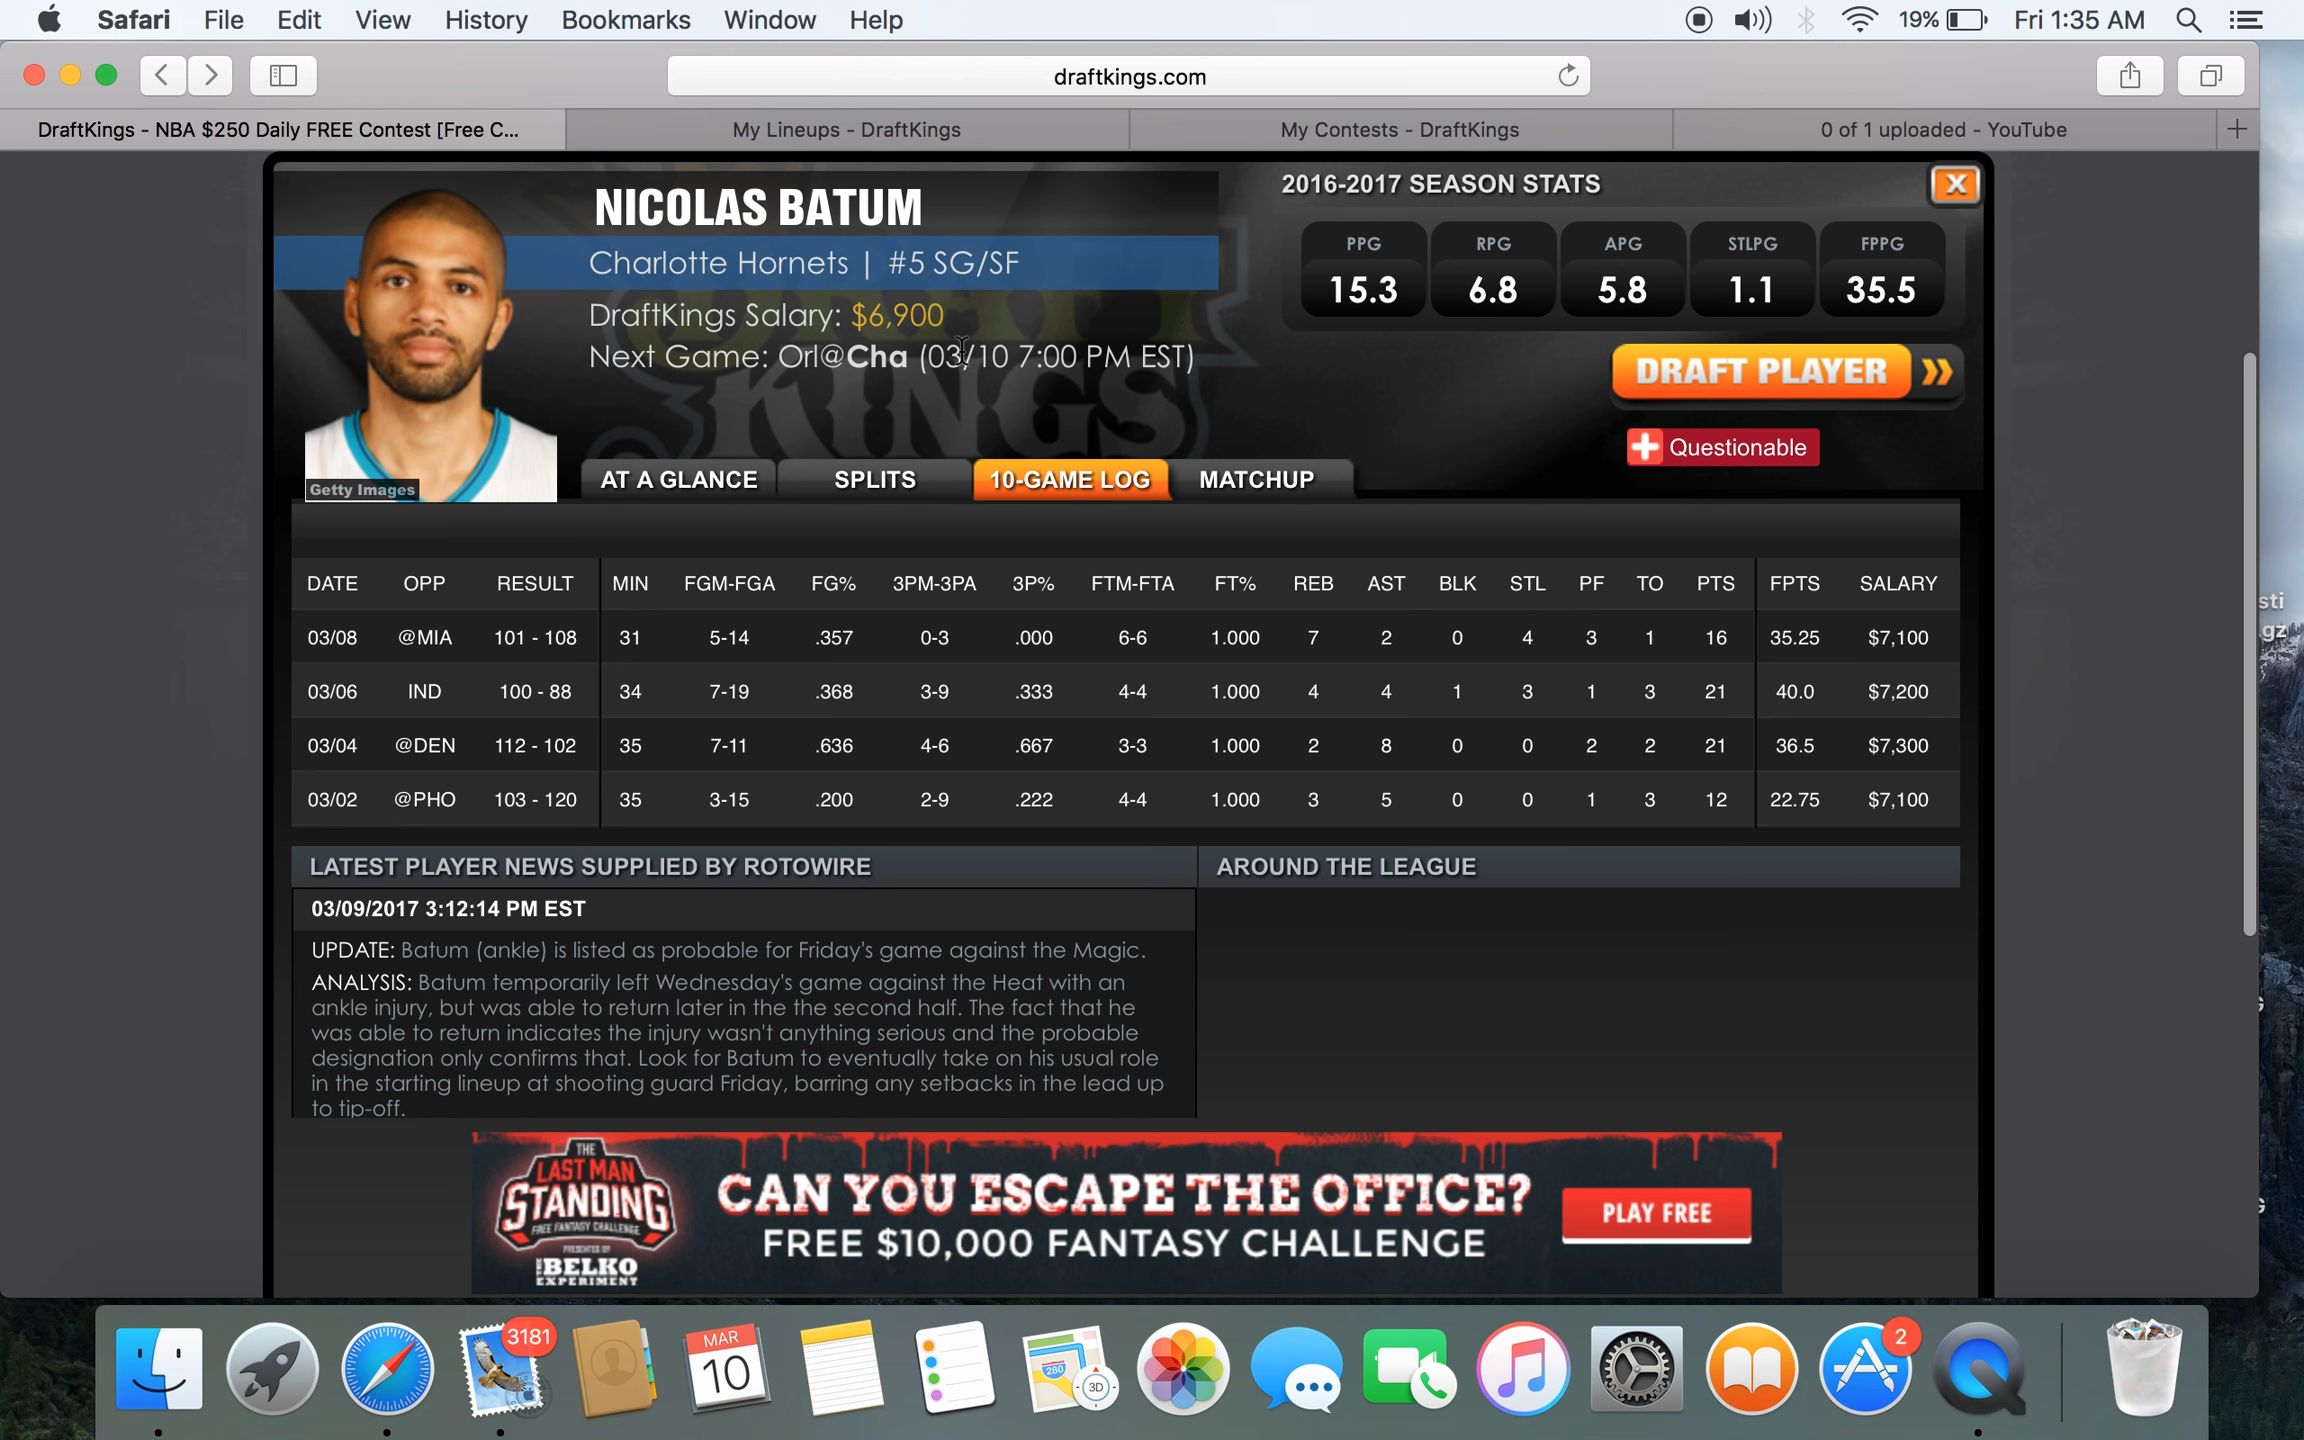 Safari File Edit View History Bookmarks Window Help 19% Fri 1:35 AM
draftkings.com
DraftKings - NBA $250 Daily FREE Contest [Free C... My Lineups - DraftKings My Contests - DraftKings 0 of 1 uploaded - YouTube
NICOLAS BATUM
Charlotte Hornets | #5 SG/SF
DraftKings Salary: $6,900
Next Game: Orl@Cha (03/10 7:00 PM EST)
Getty Images
2016-2017 SEASON STATS
X
PPG RPG APG STLPG FPPG
15.3 6.8 5.8 1.1 35.5
DRAFT PLAYER
Questionable
KINGS
AT A GLANCE SPLITS 10-GAME LOG MATCHUP
DATE OPP RESULT MIN FGM-FGA FG% 3PM-3PA 3P% FTM-FTA FT% REB AST BLK STL PF TO PTS FPTS SALARY
03/08 @MIA 101 - 108 31 5-14 .357 0-3 .000 6-6 1.000 7 2 0 4 3 1 16 35.25 $7,100
03/06 IND 100 - 88 34 7-19 .368 3-9 .333 4-4 1.000 4 4 1 3 1 3 21 40.0 $7,200
03/04 @DEN 112 - 102 35 7-11 .636 4-6 .667 3-3 1.000 2 8 0 0 2 2 21 36.5 $7,300
03/02 @PHO 103 - 120 35 3-15 .200 2-9 .222 4-4 1.000 3 5 0 0 1 3 12 22.75 $7,100
LATEST PLAYER NEWS SUPPLIED BY ROTOWIRE
AROUND THE LEAGUE
03/09/2017 3:12:14 PM EST
UPDATE: Batum (ankle) is listed as probable for Friday's game against the Magic.
ANALYSIS: Batum temporarily left Wednesday's game against the Heat with an
ankle injury, but was able to return later in the the second half. The fact that he
was able to return indicates the injury wasn't anything serious and the probable
designation only confirms that. Look for Batum to eventually take on his usual role
in the starting lineup at shooting guard Friday, barring any setbacks in the lead up
to tip-off.
THE
LAST MAN
STANDING
FREE FANTASY CHALLENGE
PRESENTED BY
THE BELKO
EXPERIMENT
CAN YOU ESCAPE THE OFFICE?
FREE $10,000 FANTASY CHALLENGE
PLAY FREE
3181
MAR
10
280
3D
2